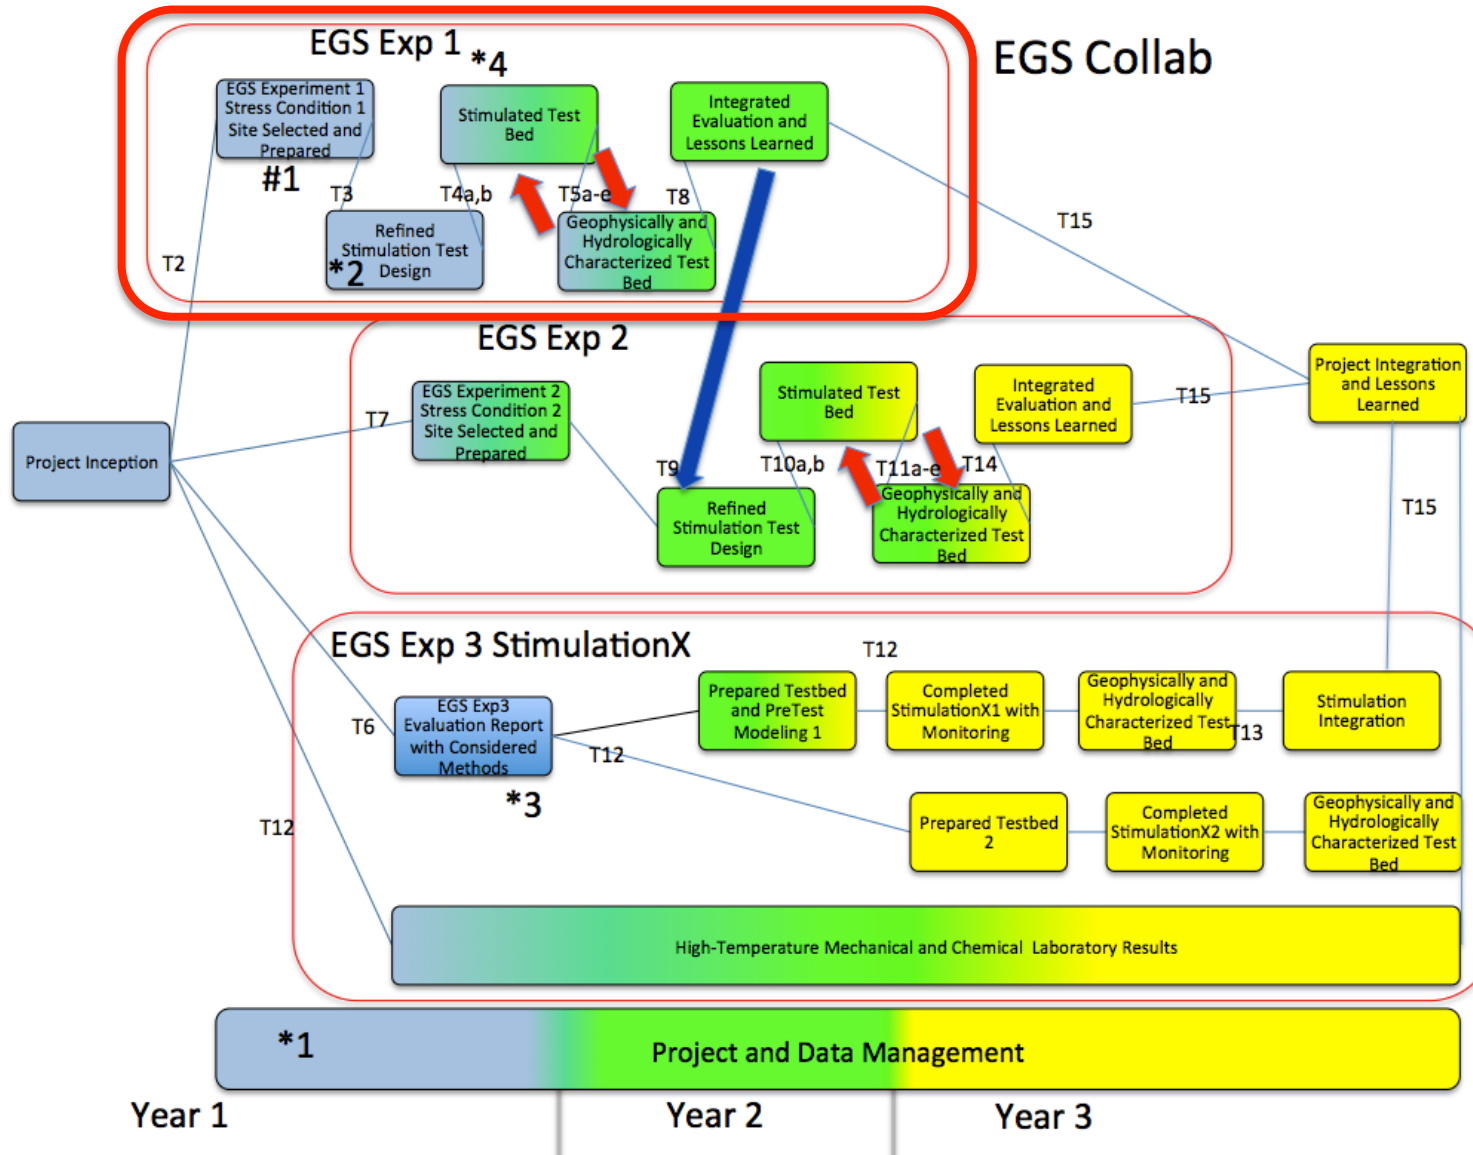 EGS Exp 1
*4
EGS Collab
EGS Experiment 1
Stress Condition 1
Site Selected and
Prepared
#1
Stimulated Test
Bed
Integrated
Evaluation and
Lessons Learned
T3
T4a,b
T5a-e
T8
T15
T2
Refined
Stimulation Test
Design
*2
Geophysically and
Hydrologically
Characterized Test
Bed
EGS Exp 2
EGS Experiment 2
Stress Condition 2
Site Selected and
Prepared
Stimulated Test
Bed
Integrated
Evaluation and
Lessons Learned
Project Integration
and Lessons
Learned
T7
T15
Project Inception
T9
T10a,b
T11a-e
T14
T15
Refined
Stimulation Test
Design
Geophysically and
Hydrologically
Characterized Test
Bed
EGS Exp 3 StimulationX
T12
T6
EGS Exp3
Evaluation Report
with Considered
Methods
*3
T12
Prepared Testbed
and PreTest
Modeling 1
Completed
StimulationX1 with
Monitoring
Geophysically and
Hydrologically
Characterized Test
Bed
T13
Stimulation
Integration
T12
Prepared Testbed
2
Completed
StimulationX2 with
Monitoring
Geophysically and
Hydrologically
Characterized Test
Bed
High-Temperature Mechanical and Chemical Laboratory Results
*1
Project and Data Management
Year 1
Year 2
Year 3